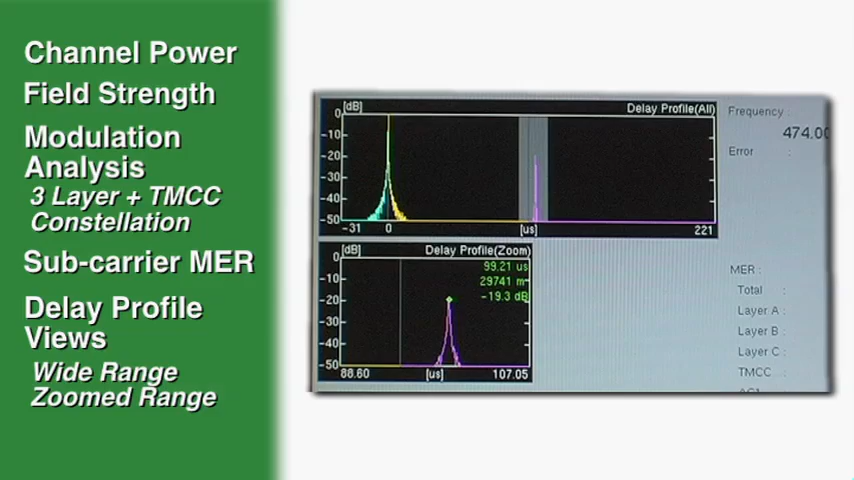 Channel Power
Field Strength
Modulation
Analysis
3 Layer + TMCC
Constellation
Sub-carrier MER
Delay Profile
Views
Wide Range
Zoomed Range
[dB]
Delay Profile(All)
0
-10
-20
-30
-40
-50
-31
0
[us]
221
[dB]
Delay Profile(Zoom)
0
-10
-20
-30
-40
-50
99.21 us
29741 m
-19.3 dB
88.60
[us]
107.05
Frequency :
474.00
Error :
MER :
Total :
Layer A :
Layer B :
Layer C :
TMCC :